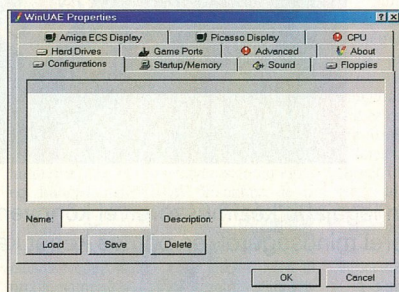 WinUAE Properties
Amiga ECS Display Picasso Display CPU
Hard Drives Game Ports Advanced About
Configurations Startup/Memory Sound Floppies
Name: Description:
Load Save Delete
OK Cancel